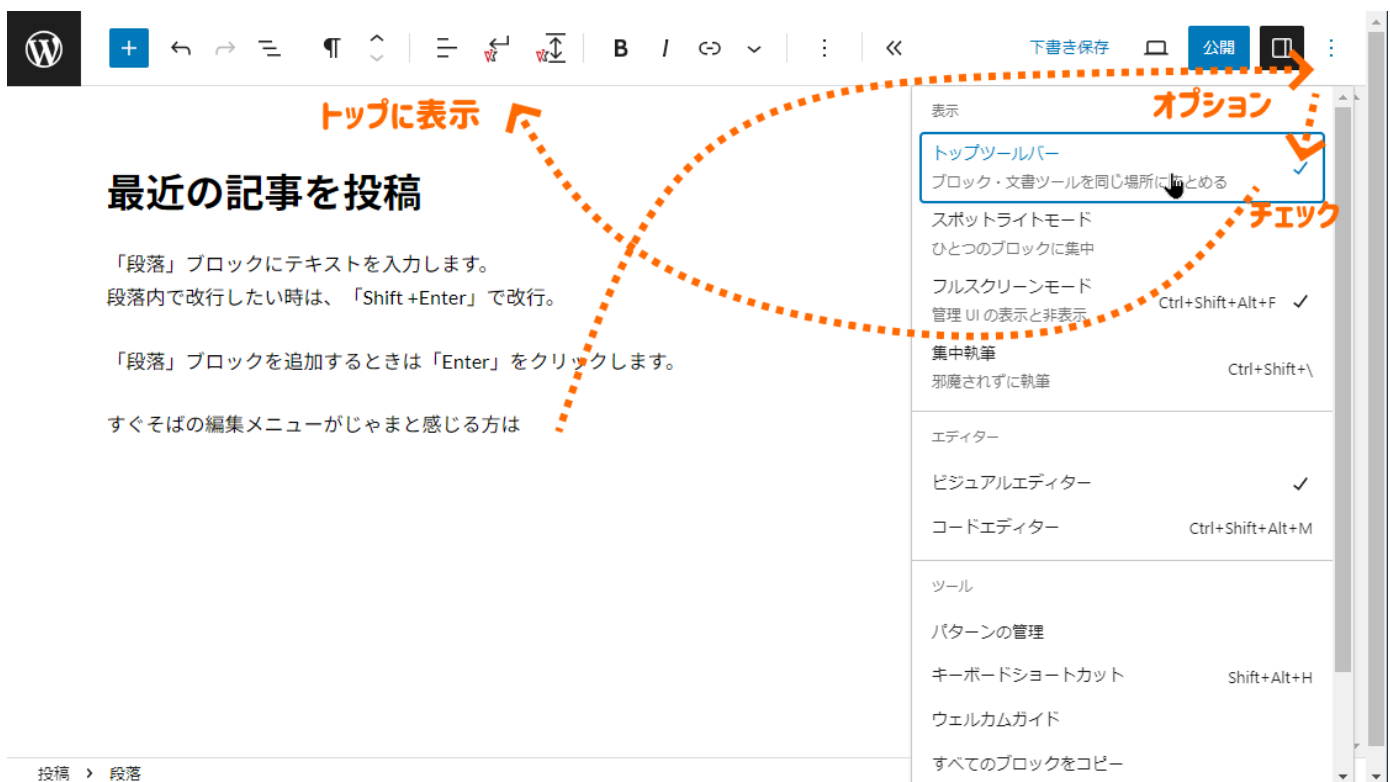 B I
下書き保存
公開
トップに表示
オプション
表示
トップツールバー
ブロック・文書ツールを同じ場所にまとめる
チェック
最近の記事を投稿
「段落」ブロックにテキストを入力します。
段落内で改行したい時は、「Shift +Enter」で改行。
「段落」ブロックを追加するときは「Enter」をクリックします。
すぐそばの編集メニューがじゃまと感じる方は
スポットライトモード
ひとつのブロックに集中
フルスクリーンモード Ctrl+Shift+Alt+F
管理 UI の表示と非表示
集中執筆 Ctrl+Shift+\
邪魔されずに執筆
エディター
ビジュアルエディター
コードエディター Ctrl+Shift+Alt+M
ツール
パターンの管理
キーボードショートカット Shift+Alt+H
ウェルカムガイド
すべてのブロックをコピー
投稿 › 段落